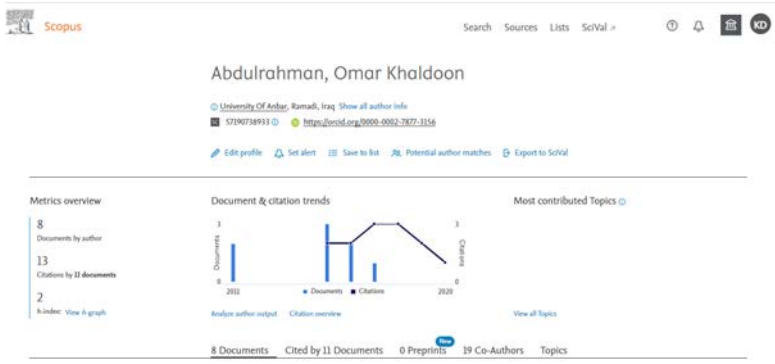 Scopus
Search Sources Lists SciVal ↗
KD
Abdulrahman, Omar Khaldoon
University Of Anbar, Ramadi, Iraq Show all author info
SC 57190738933 https://orcid.org/0000-0002-7877-3156
Edit profile Set alert Save to list Potential author matches Export to SciVal
Metrics overview
8
Documents by author
13
Citations by 11 documents
2
h-index: View h-graph
Document & citation trends
3
3
Documents
Citations
0
0
2011
2020
Documents Citations
Analyze author output Citation overview
Most contributed Topics
View all Topics
New
8 Documents Cited by 11 Documents 0 Preprints 19 Co-Authors Topics